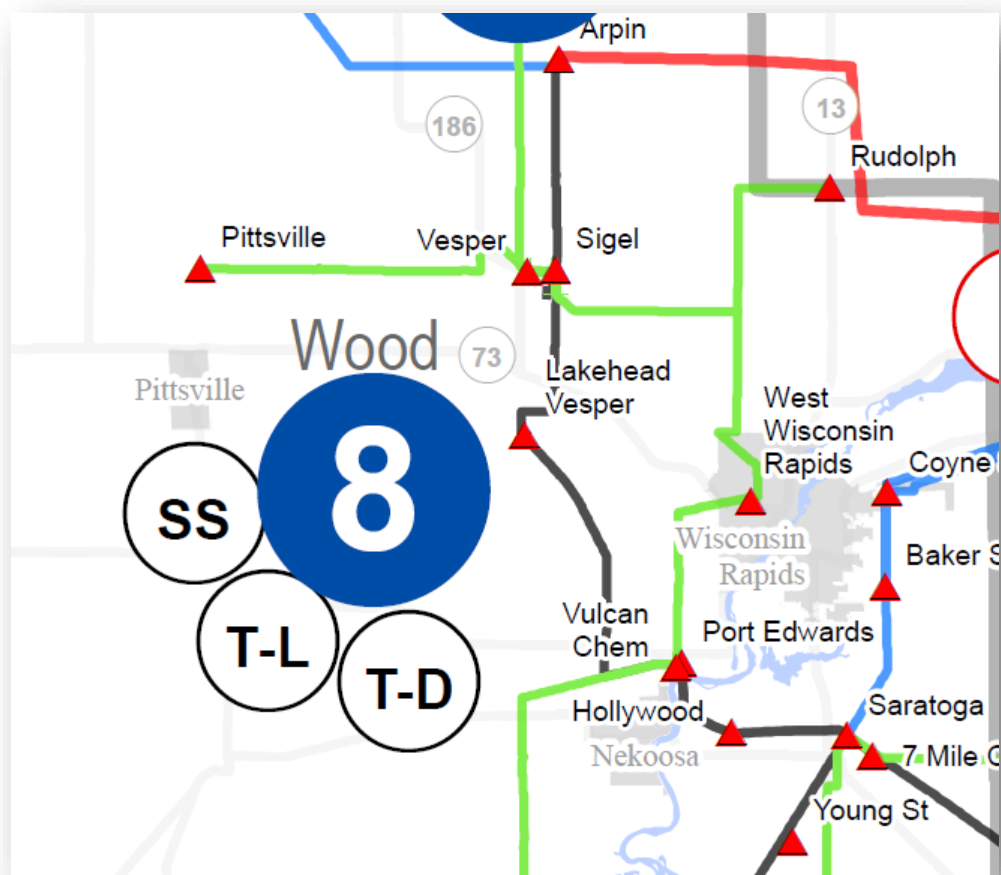 Arpin
186
13
Rudolph
Pittsville
Vesper
Sigel
Wood
73
Lakehead
Vesper
Pittsville
West
Wisconsin
Rapids
Coyne
8
SS
Wisconsin
Rapids
Baker S
Vulcan
Chem
Port Edwards
T-L
T-D
Hollywood
Saratoga
Nekoosa
7 Mile C
Young St